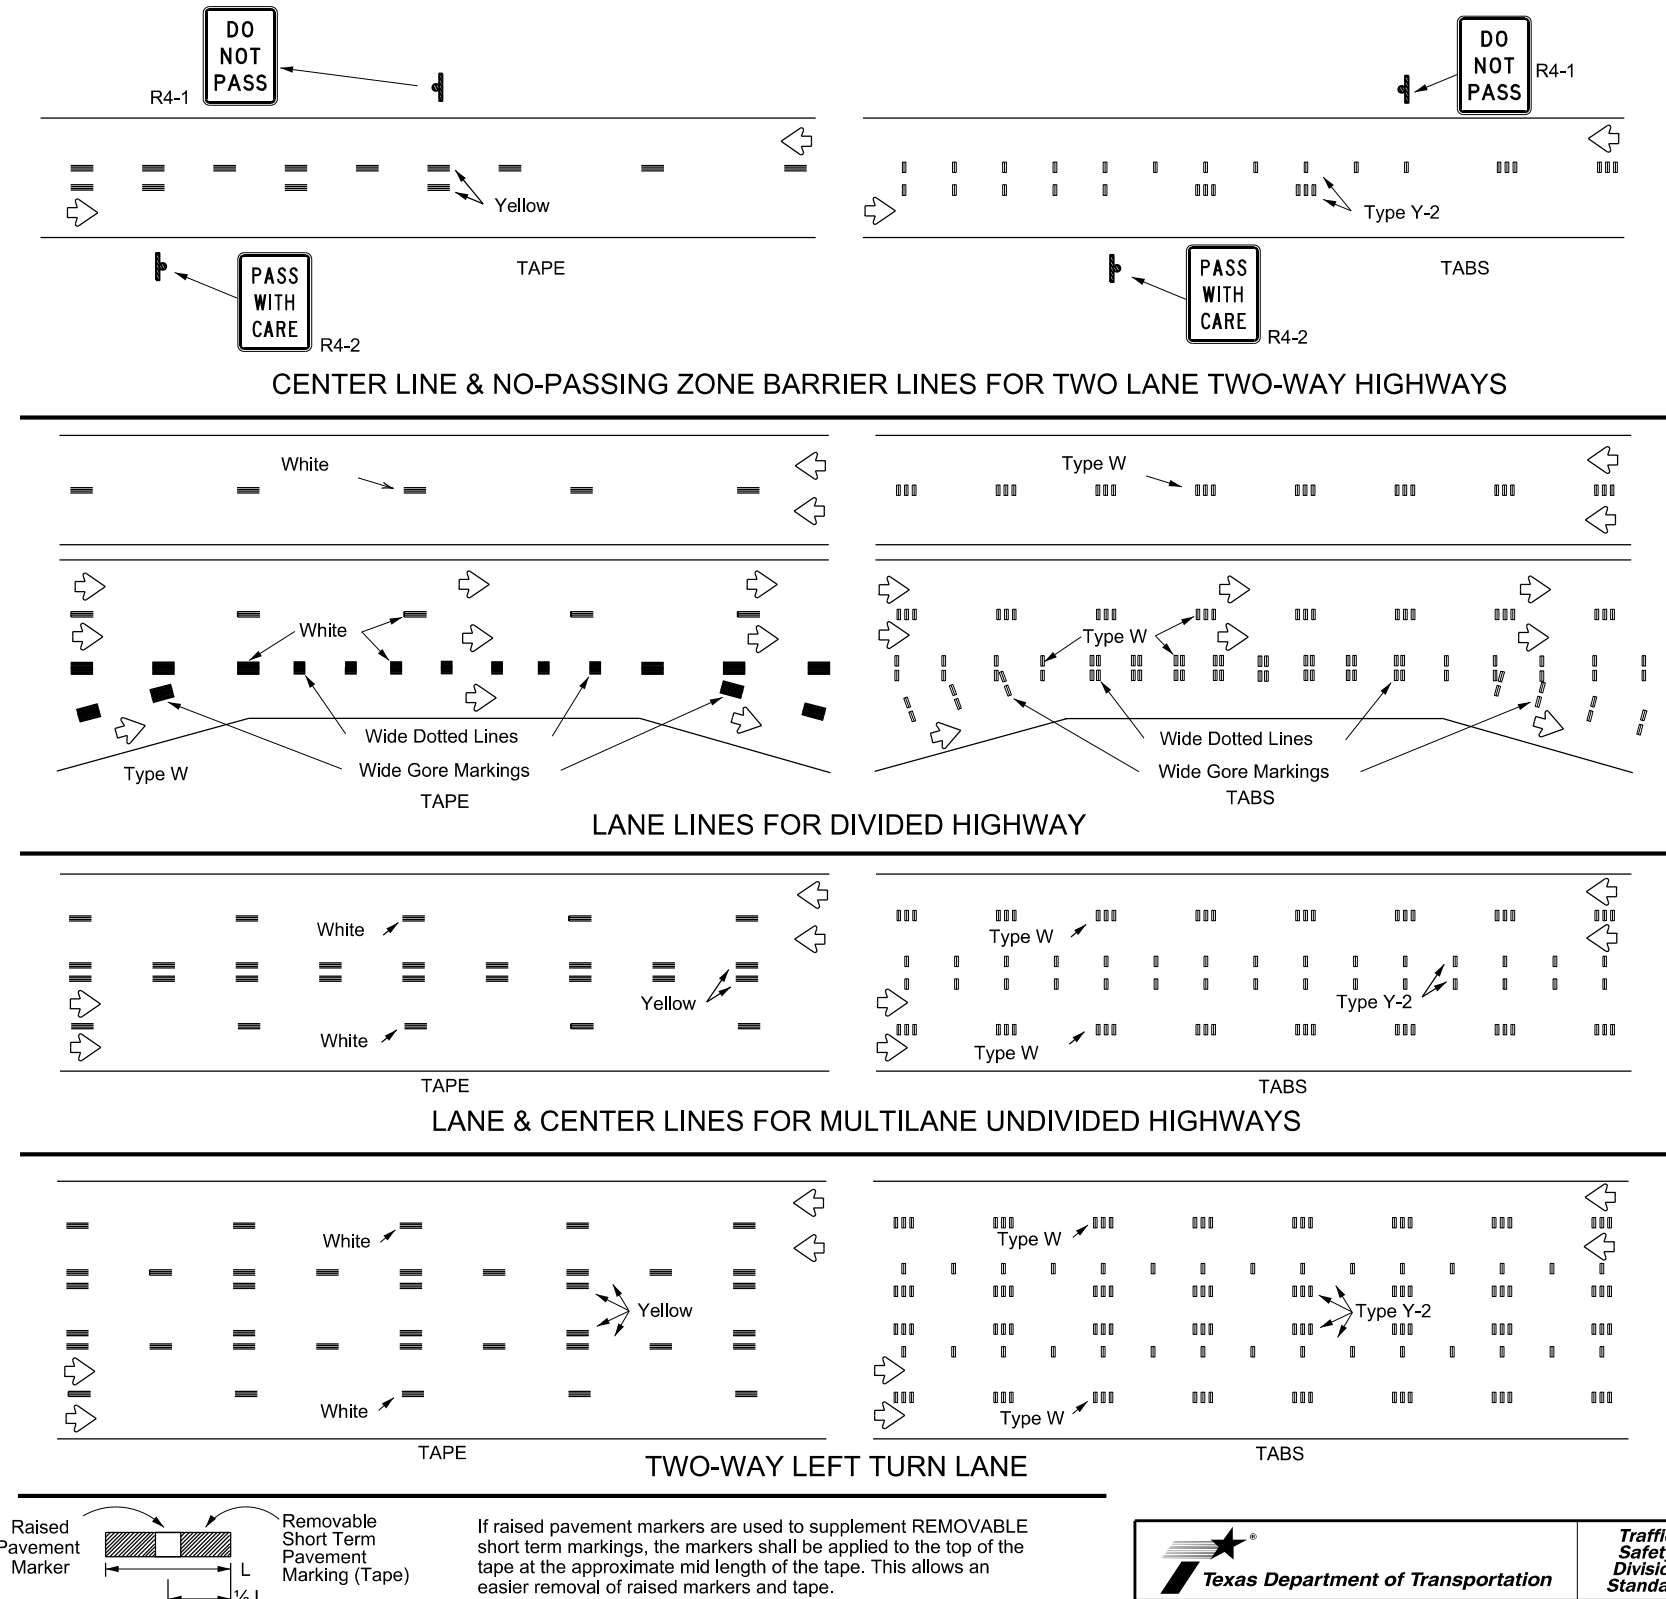 DO
NOT
PASS
R4-1
DO
NOT
PASS
R4-1
Yellow
Type Y-2
PASS
WITH
CARE
R4-2
TAPE
PASS
WITH
CARE
R4-2
TABS
CENTER LINE & NO-PASSING ZONE BARRIER LINES FOR TWO LANE TWO-WAY HIGHWAYS
White
Type W
White
Type W
Wide Dotted Lines
Wide Gore Markings
Type W
TAPE
Wide Dotted Lines
Wide Gore Markings
TABS
LANE LINES FOR DIVIDED HIGHWAY
White
Type W
Yellow
Type Y-2
White
Type W
TAPE
TABS
LANE & CENTER LINES FOR MULTILANE UNDIVIDED HIGHWAYS
White
Type W
Yellow
Type Y-2
White
Type W
TAPE
TABS
TWO-WAY LEFT TURN LANE
Raised
Pavement
Marker
Removable
Short Term
Pavement
Marking (Tape)
L
½ L
If raised pavement markers are used to supplement REMOVABLE
short term markings, the markers shall be applied to the top of the
tape at the approximate mid length of the tape. This allows an
easier removal of raised markers and tape.
®
Texas Department of Transportation
Traffic
Safety
Division
Standard